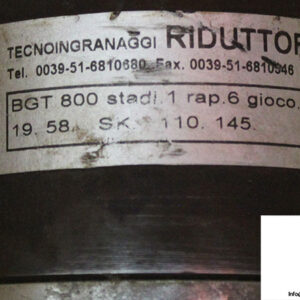 TECNOINGRANAGGI RIDUTTOR
Tel. 0039-51-6810680. Fax. 0039-51-6810546
BGT 800 stadi.1 rap.6 gioco.
19. 58. SK. 110. 145.